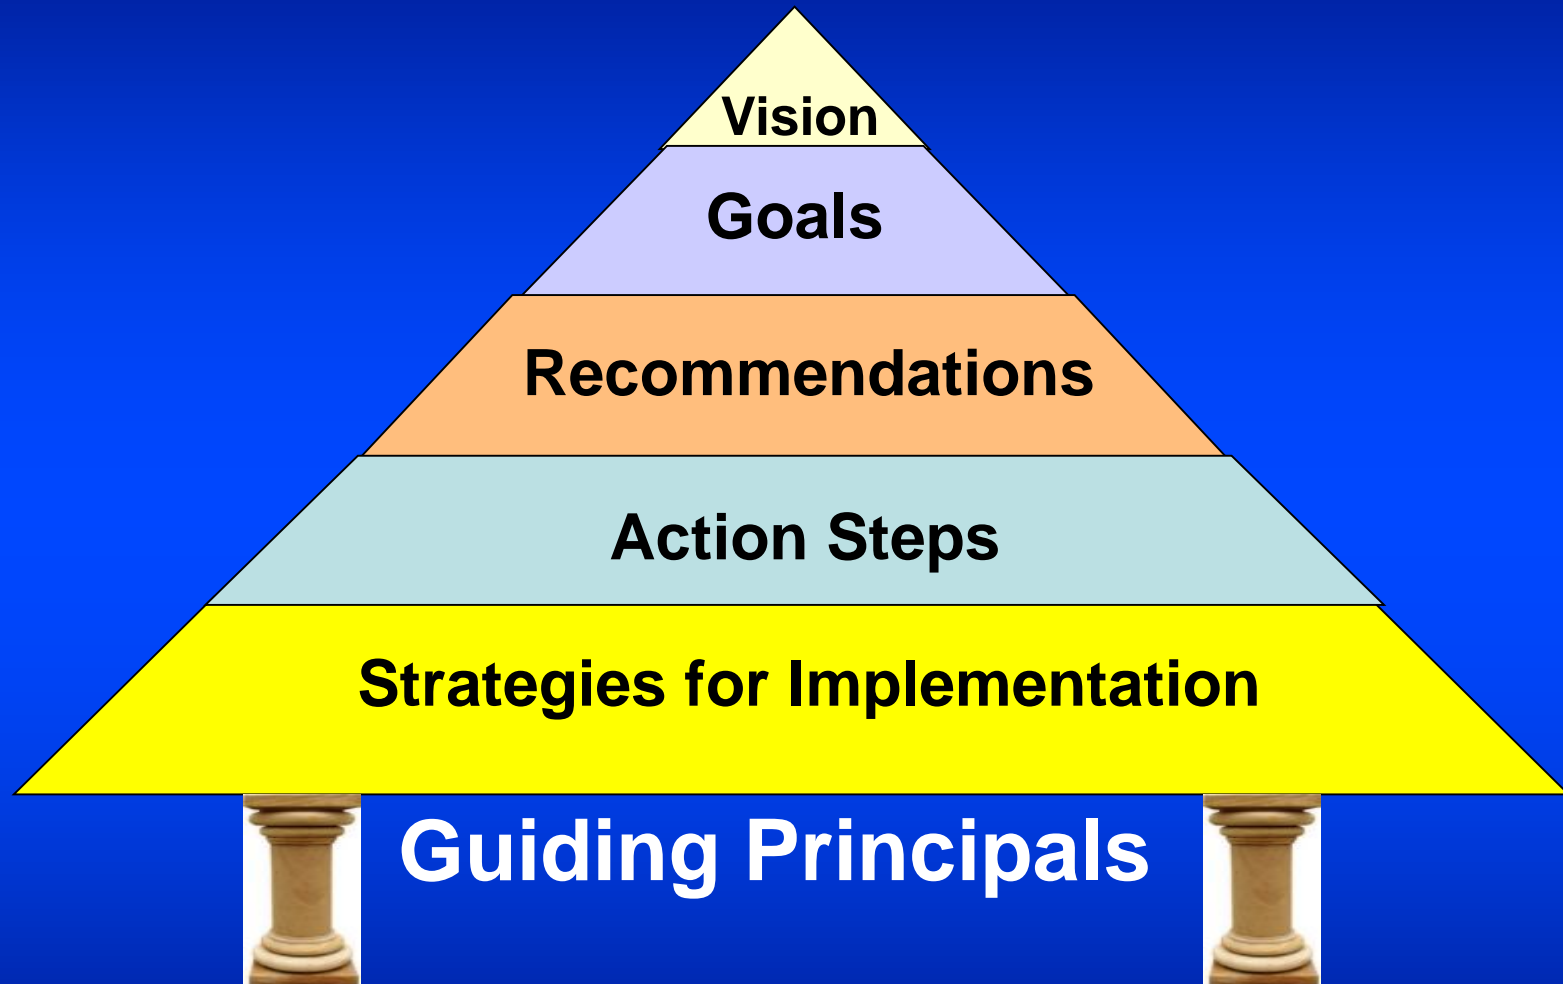 Vision
Goals
Recommendations
Action Steps
Strategies for Implementation
Guiding Principals